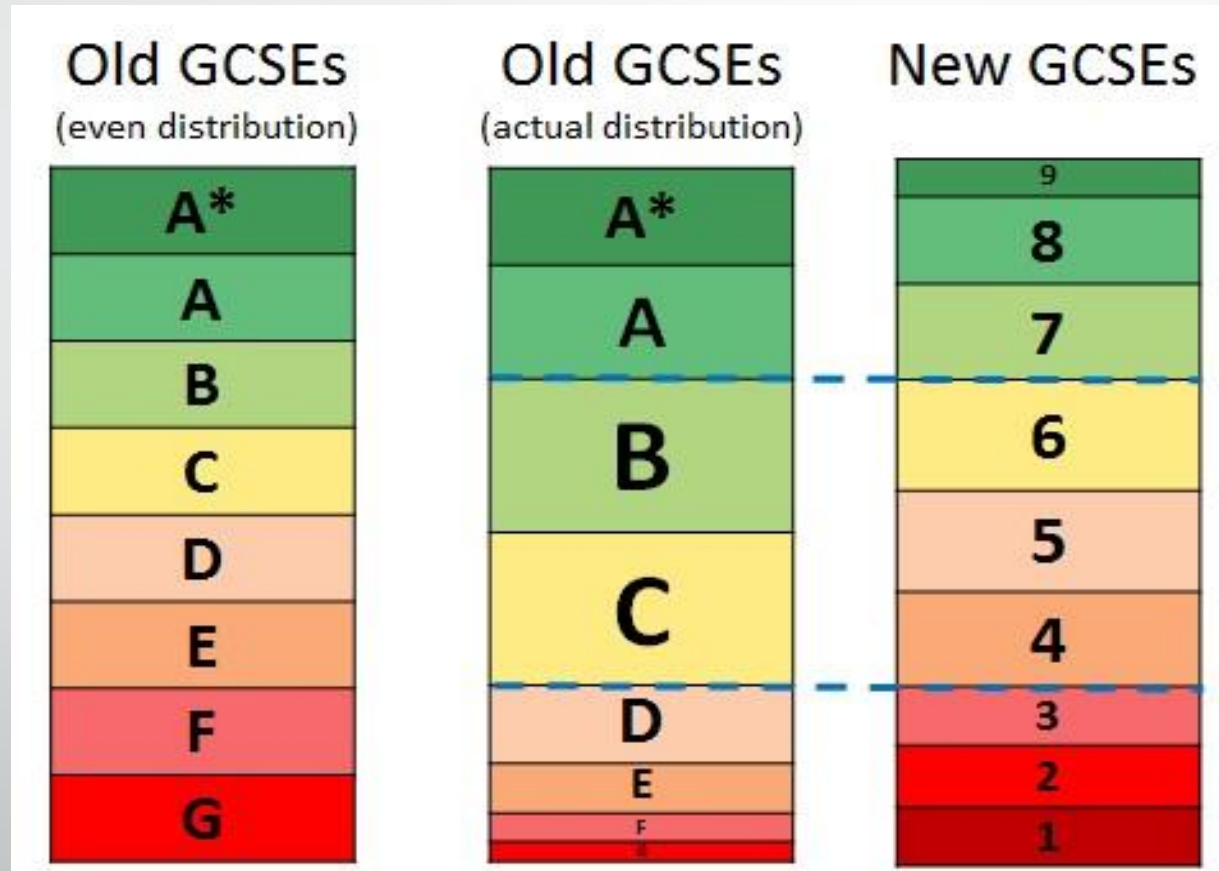 Old GCSEs
(even distribution)
A*
A
B
C
D
E
F
G
Old GCSEs
(actual distribution)
A*
A
B
C
D
E
F
New GCSEs
9
8
7
6
5
4
3
2
1